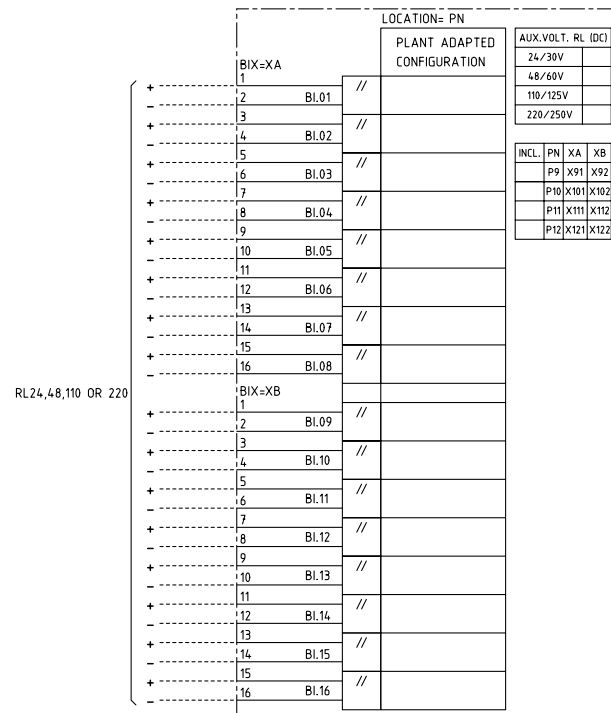 LOCATION= PN
PLANT ADAPTED
CONFIGURATION
AUX.VOLT. RL (DC)
24/30V
48/60V
110/125V
220/250V
INCL. PN XA XB
P9 X91 X92
P10 X101 X102
P11 X111 X112
P12 X121 X122
BIX=XA
+ 1 //
- 2 BI.01
+ 3 //
- 4 BI.02
+ 5 //
- 6 BI.03
+ 7 //
- 8 BI.04
+ 9 //
- 10 BI.05
+ 11 //
- 12 BI.06
+ 13 //
- 14 BI.07
+ 15 //
- 16 BI.08
RL24,48,110 OR 220
BIX=XB
+ 1 //
- 2 BI.09
+ 3 //
- 4 BI.10
+ 5 //
- 6 BI.11
+ 7 //
- 8 BI.12
+ 9 //
- 10 BI.13
+ 11 //
- 12 BI.14
+ 13 //
- 14 BI.15
+ 15 //
- 16 BI.16